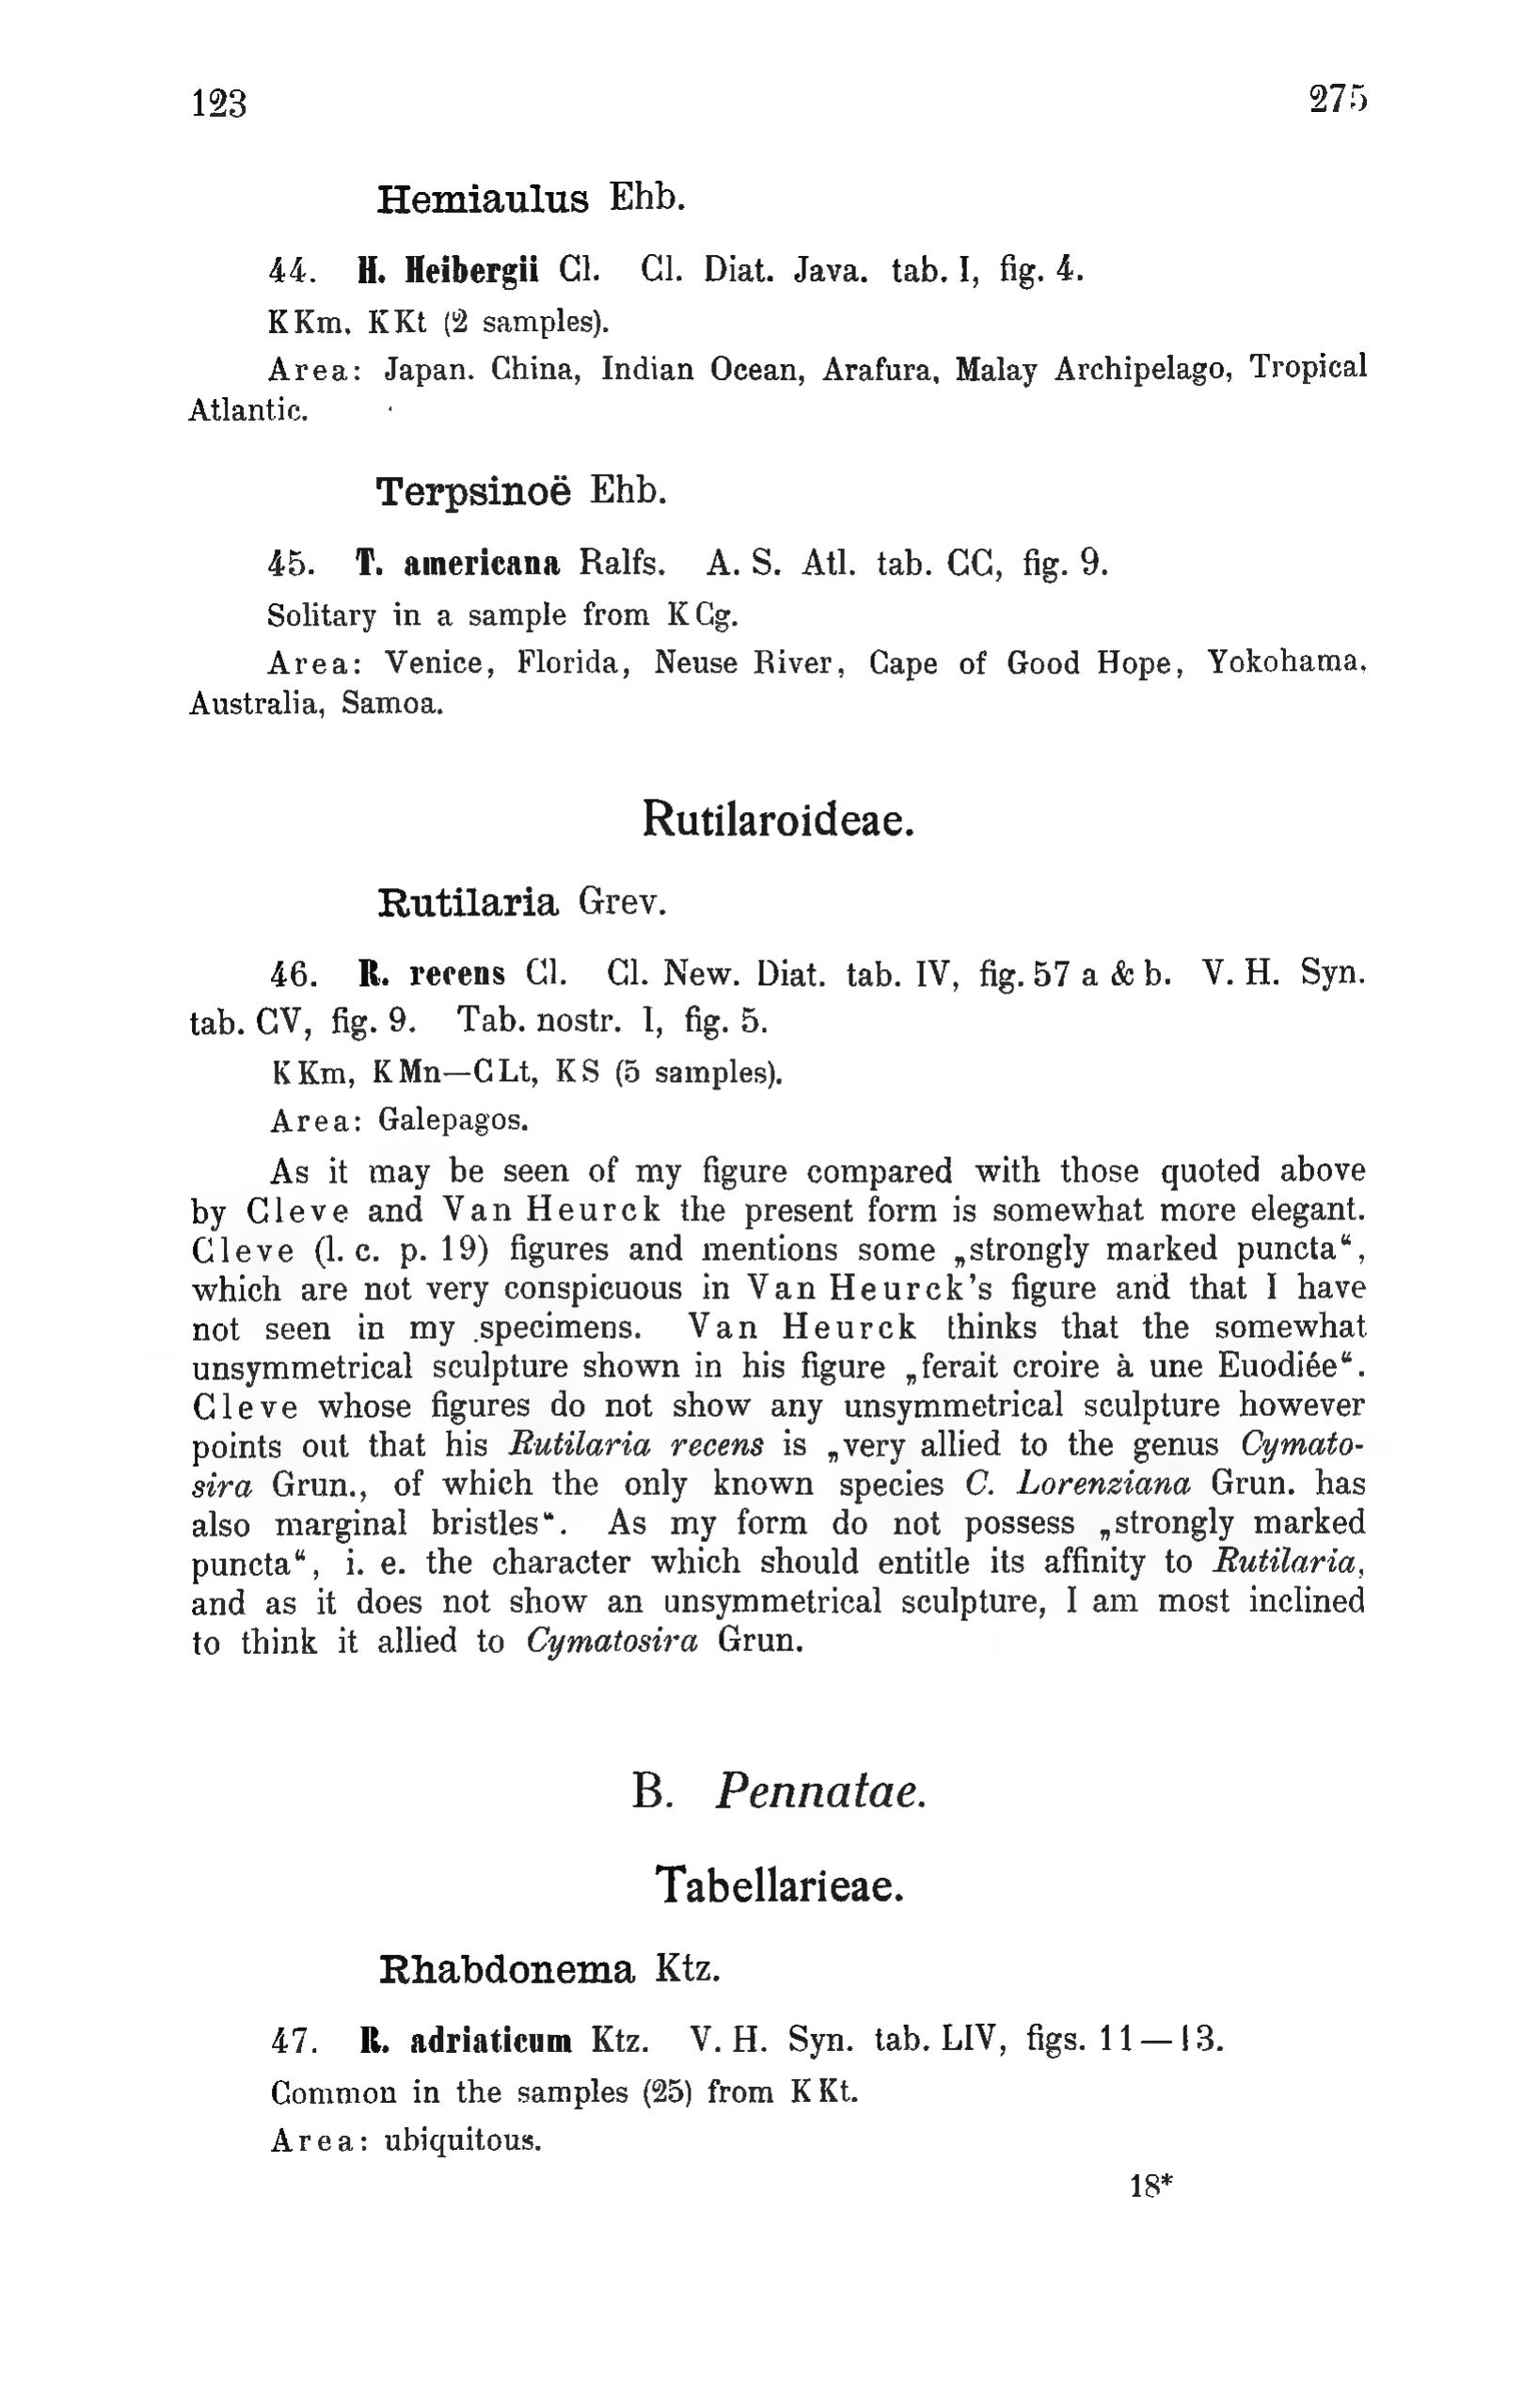 123 275
Hemiaulus Ehb.
44. H. Heibergii Cl. Cl. Diat. Java. tab. I, fig. 4.
K Km, K Kt (2 samples).
Area: Japan. China, Indian Ocean, Arafura, Malay Archipelago, Tropical
Atlantic.
Terpsinoë Ehb.
45. T. americana Ralfs. A. S. Atl. tab. CC, fig. 9.
Solitary in a sample from K Cg.
Area: Venice, Florida, Neuse River, Cape of Good Hope, Yokohama,
Australia, Samoa.
Rutilaroideae.
Rutilaria Grev.
46. R. recens Cl. Cl. New. Diat. tab. IV, fig. 57 a & b. V. H. Syn.
tab. CV, fig. 9. Tab. nostr. I, fig. 5.
K Km, K Mn—C Lt, K S (5 samples).
Area: Galepagos.
As it may be seen of my figure compared with those quoted above
by Cleve and Van Heurck the present form is somewhat more elegant.
Cleve (l. c. p. 19) figures and mentions some „strongly marked puncta“,
which are not very conspicuous in Van Heurck's figure and that I have
not seen in my specimens. Van Heurck thinks that the somewhat
unsymmetrical sculpture shown in his figure „ferait croire à une Euodiée“.
Cleve whose figures do not show any unsymmetrical sculpture however
points out that his Rutilaria recens is „very allied to the genus Cymato-
sira Grun., of which the only known species C. Lorenziana Grun. has
also marginal bristles“. As my form do not possess „strongly marked
puncta“, i. e. the character which should entitle its affinity to Rutilaria,
and as it does not show an unsymmetrical sculpture, I am most inclined
to think it allied to Cymatosira Grun.
B. Pennatae.
Tabellarieae.
Rhabdonema Ktz.
47. R. adriaticum Ktz. V. H. Syn. tab. LIV, figs. 11—13.
Common in the samples (25) from K Kt.
Area: ubiquitous.
18*